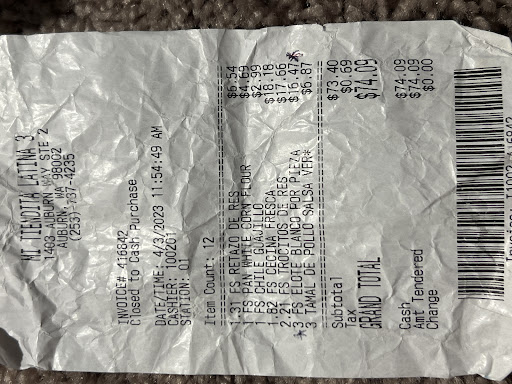 MI TIENDITA LATINA 3
1403 AUBURN WAY STE 2
AUBURN, WA 98002
(253)-737-4235
INVOICE# 416842
Closed to Cash Purchase
DATE/TIME: 4/3/2023 11:54:49 AM
CASHIER: 100201
STATION: 01
Item Count: 12
1.31 FS RETAZO DE RES $6.54
1 FS PAN WHITE CORN FLOUR $4.69
1 FS CHILE GUAJILLO $2.99
1.82 FS CECINA FRESCA $18.18
2.21 FS TROCITOS DE RES $17.66
*3 FS ELOTE BLANCO POR PIEZA $16.47*
3 TAMAL DE POLLO SALSA VER* $6.87
Subtotal $73.40
Tax $0.69
GRAND TOTAL $74.09
Cash $74.09
Amt Tendered $74.09
Change $0.00